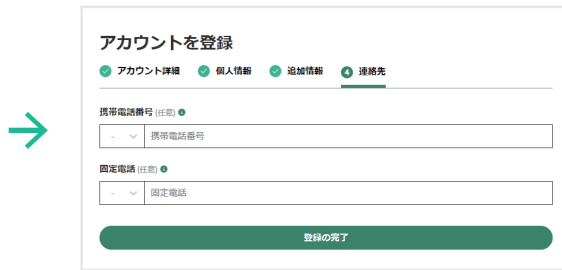 アカウントを登録
アカウント詳細 個人情報 追加情報 4 連絡先
携帯電話番号 (任意)
- 携帯電話番号
固定電話 (任意)
- 固定電話
登録の完了